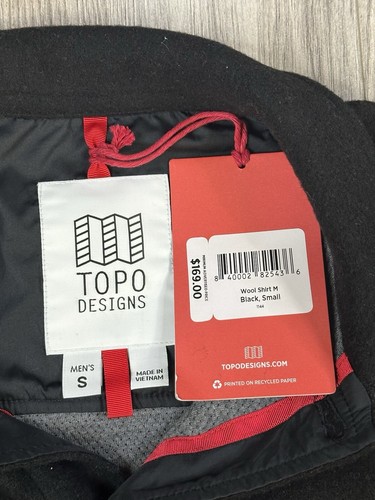 TOPO
DESIGNS
MEN'S
S
MADE IN
VIETNAM
$169.00
40002 82543 6
Wool Shirt M
Black, Small
TOPODESIGNS.COM
PRINTED ON RECYCLED PAPER